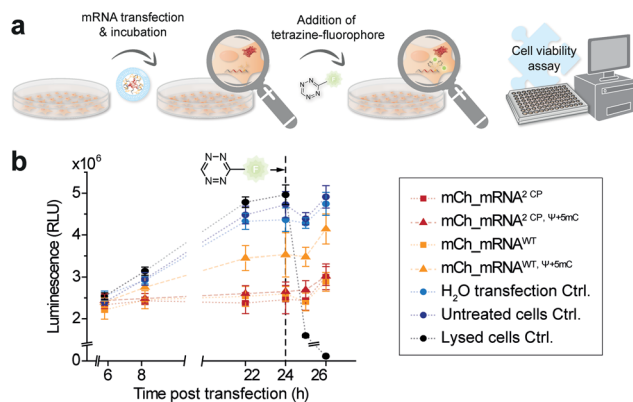 a
mRNA transfection
& incubation
Addition of
tetrazine-fluorophore
N=N
N-N
F
Cell viability
assay
b
x10⁶
N=N
N-N
F
Luminescence (RLU)
5
4
3
2
0
6
8
22
24
26
Time post transfection (h)
mCh_mRNA² ᶜᴾ
mCh_mRNA² ᶜᴾ, Ψ+5mC
mCh_mRNAᵂᵀ
mCh_mRNAᵂᵀ, Ψ+5mC
H₂O transfection Ctrl.
Untreated cells Ctrl.
Lysed cells Ctrl.